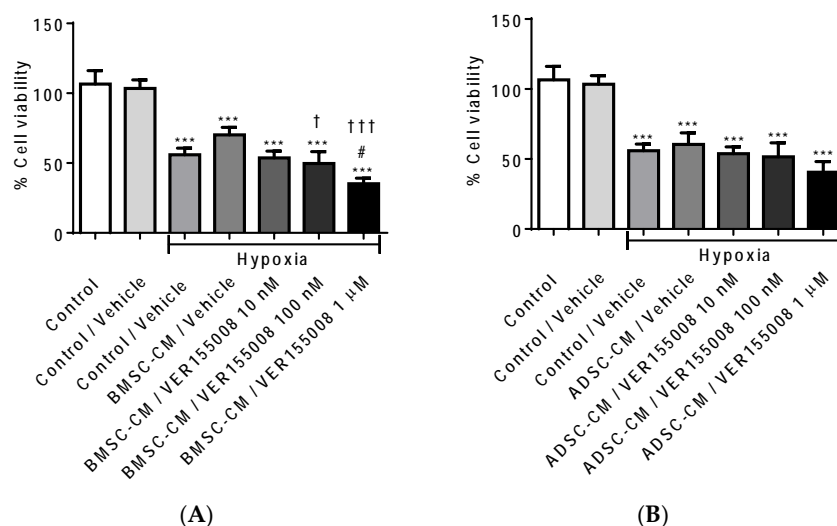 150
100
50
0
% Cell viability
***
***
***
†
***
†††
#
***
Hypoxia
Control
Control / Vehicle
Control / Vehicle
BMSC-CM / Vehicle
BMSC-CM / VER155008 10 nM
BMSC-CM / VER155008 100 nM
BMSC-CM / VER155008 1 μM
(A)
150
100
50
0
% Cell viability
***
***
***
***
***
Hypoxia
Control
Control / Vehicle
Control / Vehicle
ADSC-CM / Vehicle
ADSC-CM / VER155008 10 nM
ADSC-CM / VER155008 100 nM
ADSC-CM / VER155008 1 μM
(B)